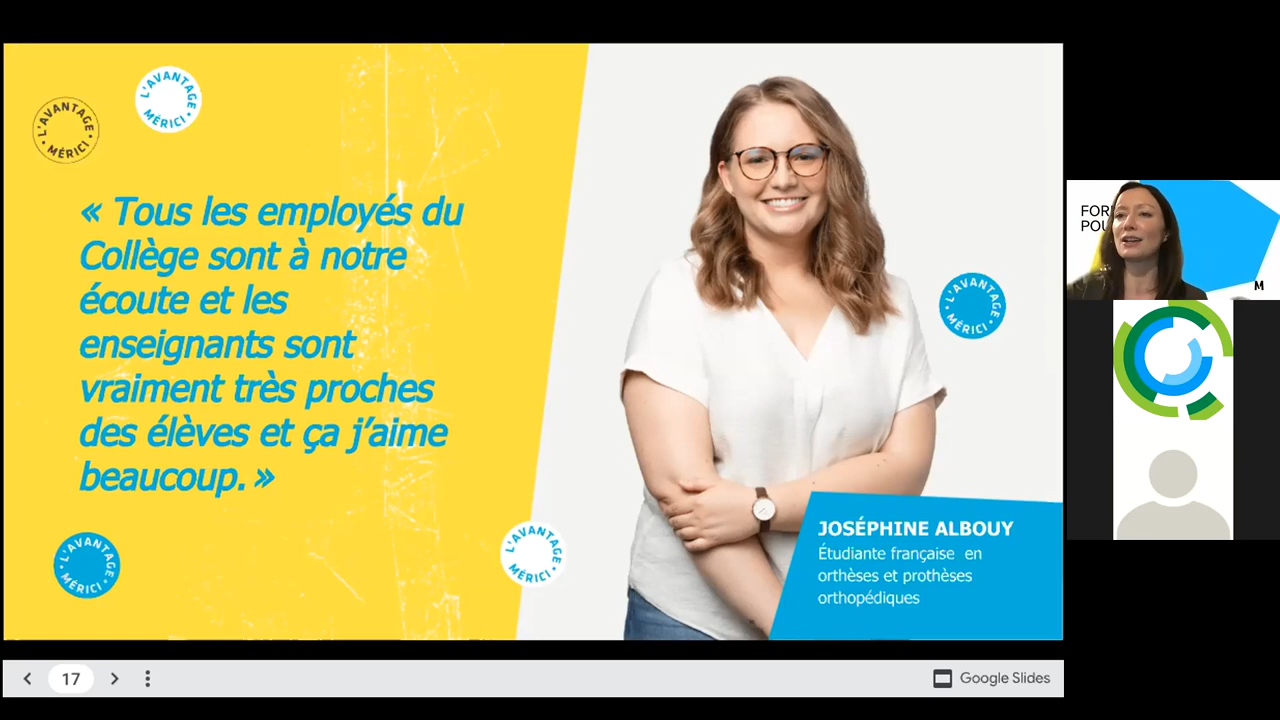 L'AVANTAGE MÉRICI
L'AVANTAGE MÉRICI
« Tous les employés du
Collège sont à notre
écoute et les
enseignants sont
vraiment très proches
des élèves et ça j'aime
beaucoup. »
L'AVANTAGE MÉRICI
L'AVANTAGE MÉRICI
L'AVANTAGE MÉRICI
JOSÉPHINE ALBOUY
Étudiante française en
orthèses et prothèses
orthopédiques
M
17
Google Slides